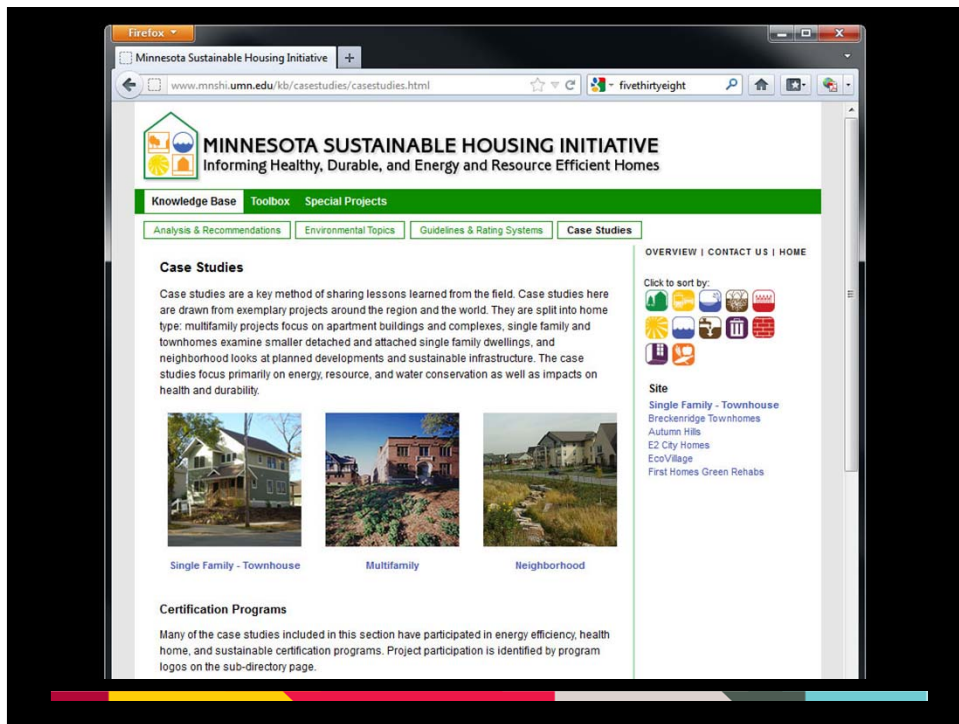 Firefox
Minnesota Sustainable Housing Initiative
www.mnshi.umn.edu/kb/casestudies/casestudies.html
fivethirtyeight
MINNESOTA SUSTAINABLE HOUSING INITIATIVE
Informing Healthy, Durable, and Energy and Resource Efficient Homes
Knowledge Base Toolbox Special Projects
Analysis & Recommendations Environmental Topics Guidelines & Rating Systems Case Studies
OVERVIEW | CONTACT US | HOME
Case Studies
Case studies are a key method of sharing lessons learned from the field. Case studies here
are drawn from exemplary projects around the region and the world. They are split into home
type: multifamily projects focus on apartment buildings and complexes, single family and
townhomes examine smaller detached and attached single family dwellings, and
neighborhood looks at planned developments and sustainable infrastructure. The case
studies focus primarily on energy, resource, and water conservation as well as impacts on
health and durability.
Click to sort by:
Site
Single Family - Townhouse
Breckenridge Townhomes
Autumn Hills
E2 City Homes
EcoVillage
First Homes Green Rehabs
Single Family - Townhouse
Multifamily
Neighborhood
Certification Programs
Many of the case studies included in this section have participated in energy efficiency, health
home, and sustainable certification programs. Project participation is identified by program
logos on the sub-directory page.